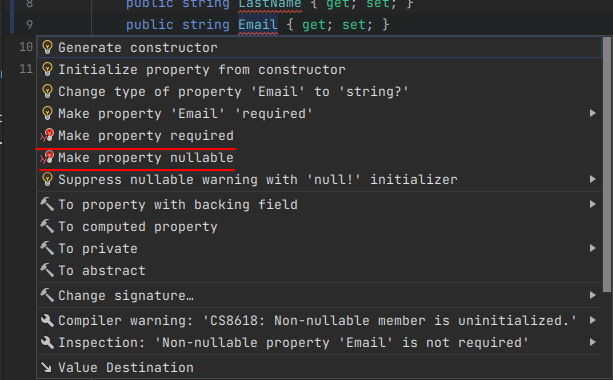 8 public string LastName { get; set; }
9 public string Email { get; set; }
10 Generate constructor
11 Initialize property from constructor
Change type of property 'Email' to 'string?'
Make property 'Email' 'required'
Make property required
Make property nullable
Suppress nullable warning with 'null!' initializer
To property with backing field
To computed property
To private
To abstract
Change signature…
Compiler warning: 'CS8618: Non-nullable member is uninitialized.'
Inspection: 'Non-nullable property 'Email' is not required'
Value Destination